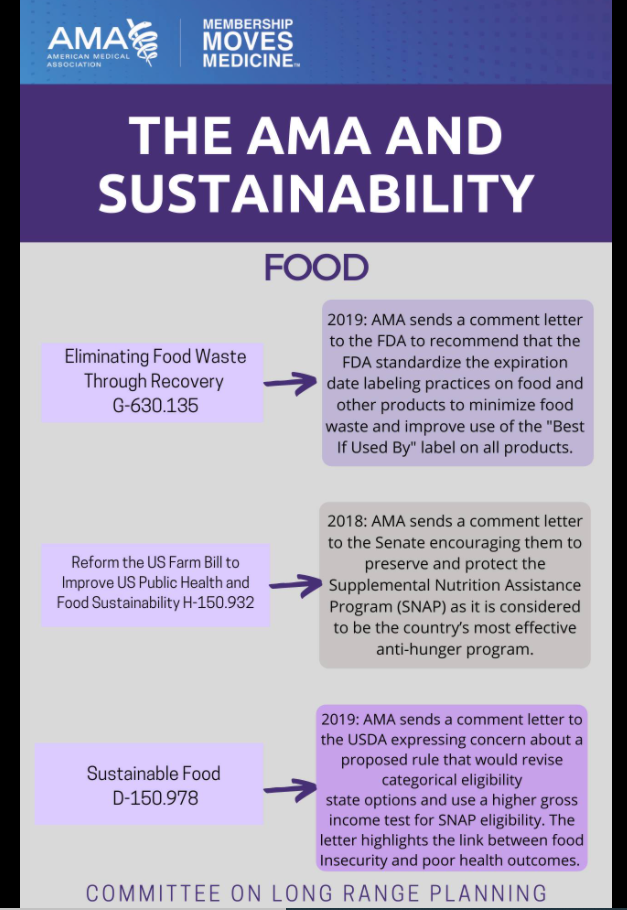 AMA
AMERICAN MEDICAL
ASSOCIATION
MEMBERSHIP
MOVES
MEDICINE™
THE AMA AND
SUSTAINABILITY
FOOD
Eliminating Food Waste
Through Recovery
G-630.135
2019: AMA sends a comment letter
to the FDA to recommend that the
FDA standardize the expiration
date labeling practices on food and
other products to minimize food
waste and improve use of the "Best
If Used By" label on all products.
Reform the US Farm Bill to
Improve US Public Health and
Food Sustainability H-150.932
2018: AMA sends a comment letter
to the Senate encouraging them to
preserve and protect the
Supplemental Nutrition Assistance
Program (SNAP) as it is considered
to be the country's most effective
anti-hunger program.
Sustainable Food
D-150.978
2019: AMA sends a comment letter to
the USDA expressing concern about a
proposed rule that would revise
categorical eligibility
state options and use a higher gross
income test for SNAP eligibility. The
letter highlights the link between food
Insecurity and poor health outcomes.
COMMITTEE ON LONG RANGE PLANNING